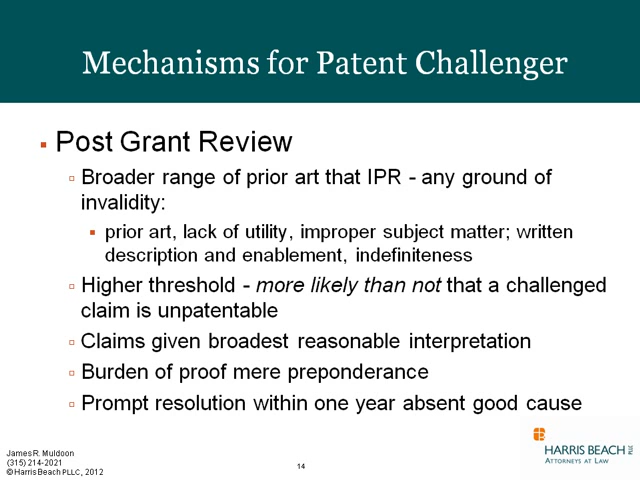 Mechanisms for Patent Challenger
Post Grant Review
Broader range of prior art that IPR - any ground of
invalidity:
prior art, lack of utility, improper subject matter; written
description and enablement, indefiniteness
Higher threshold - more likely than not that a challenged
claim is unpatentable
Claims given broadest reasonable interpretation
Burden of proof mere preponderance
Prompt resolution within one year absent good cause
James R. Muldoon
(315) 214-2021
© Harris Beach PLLC, 2012
14
HARRIS BEACH PLLC
ATTORNEYS AT LAW